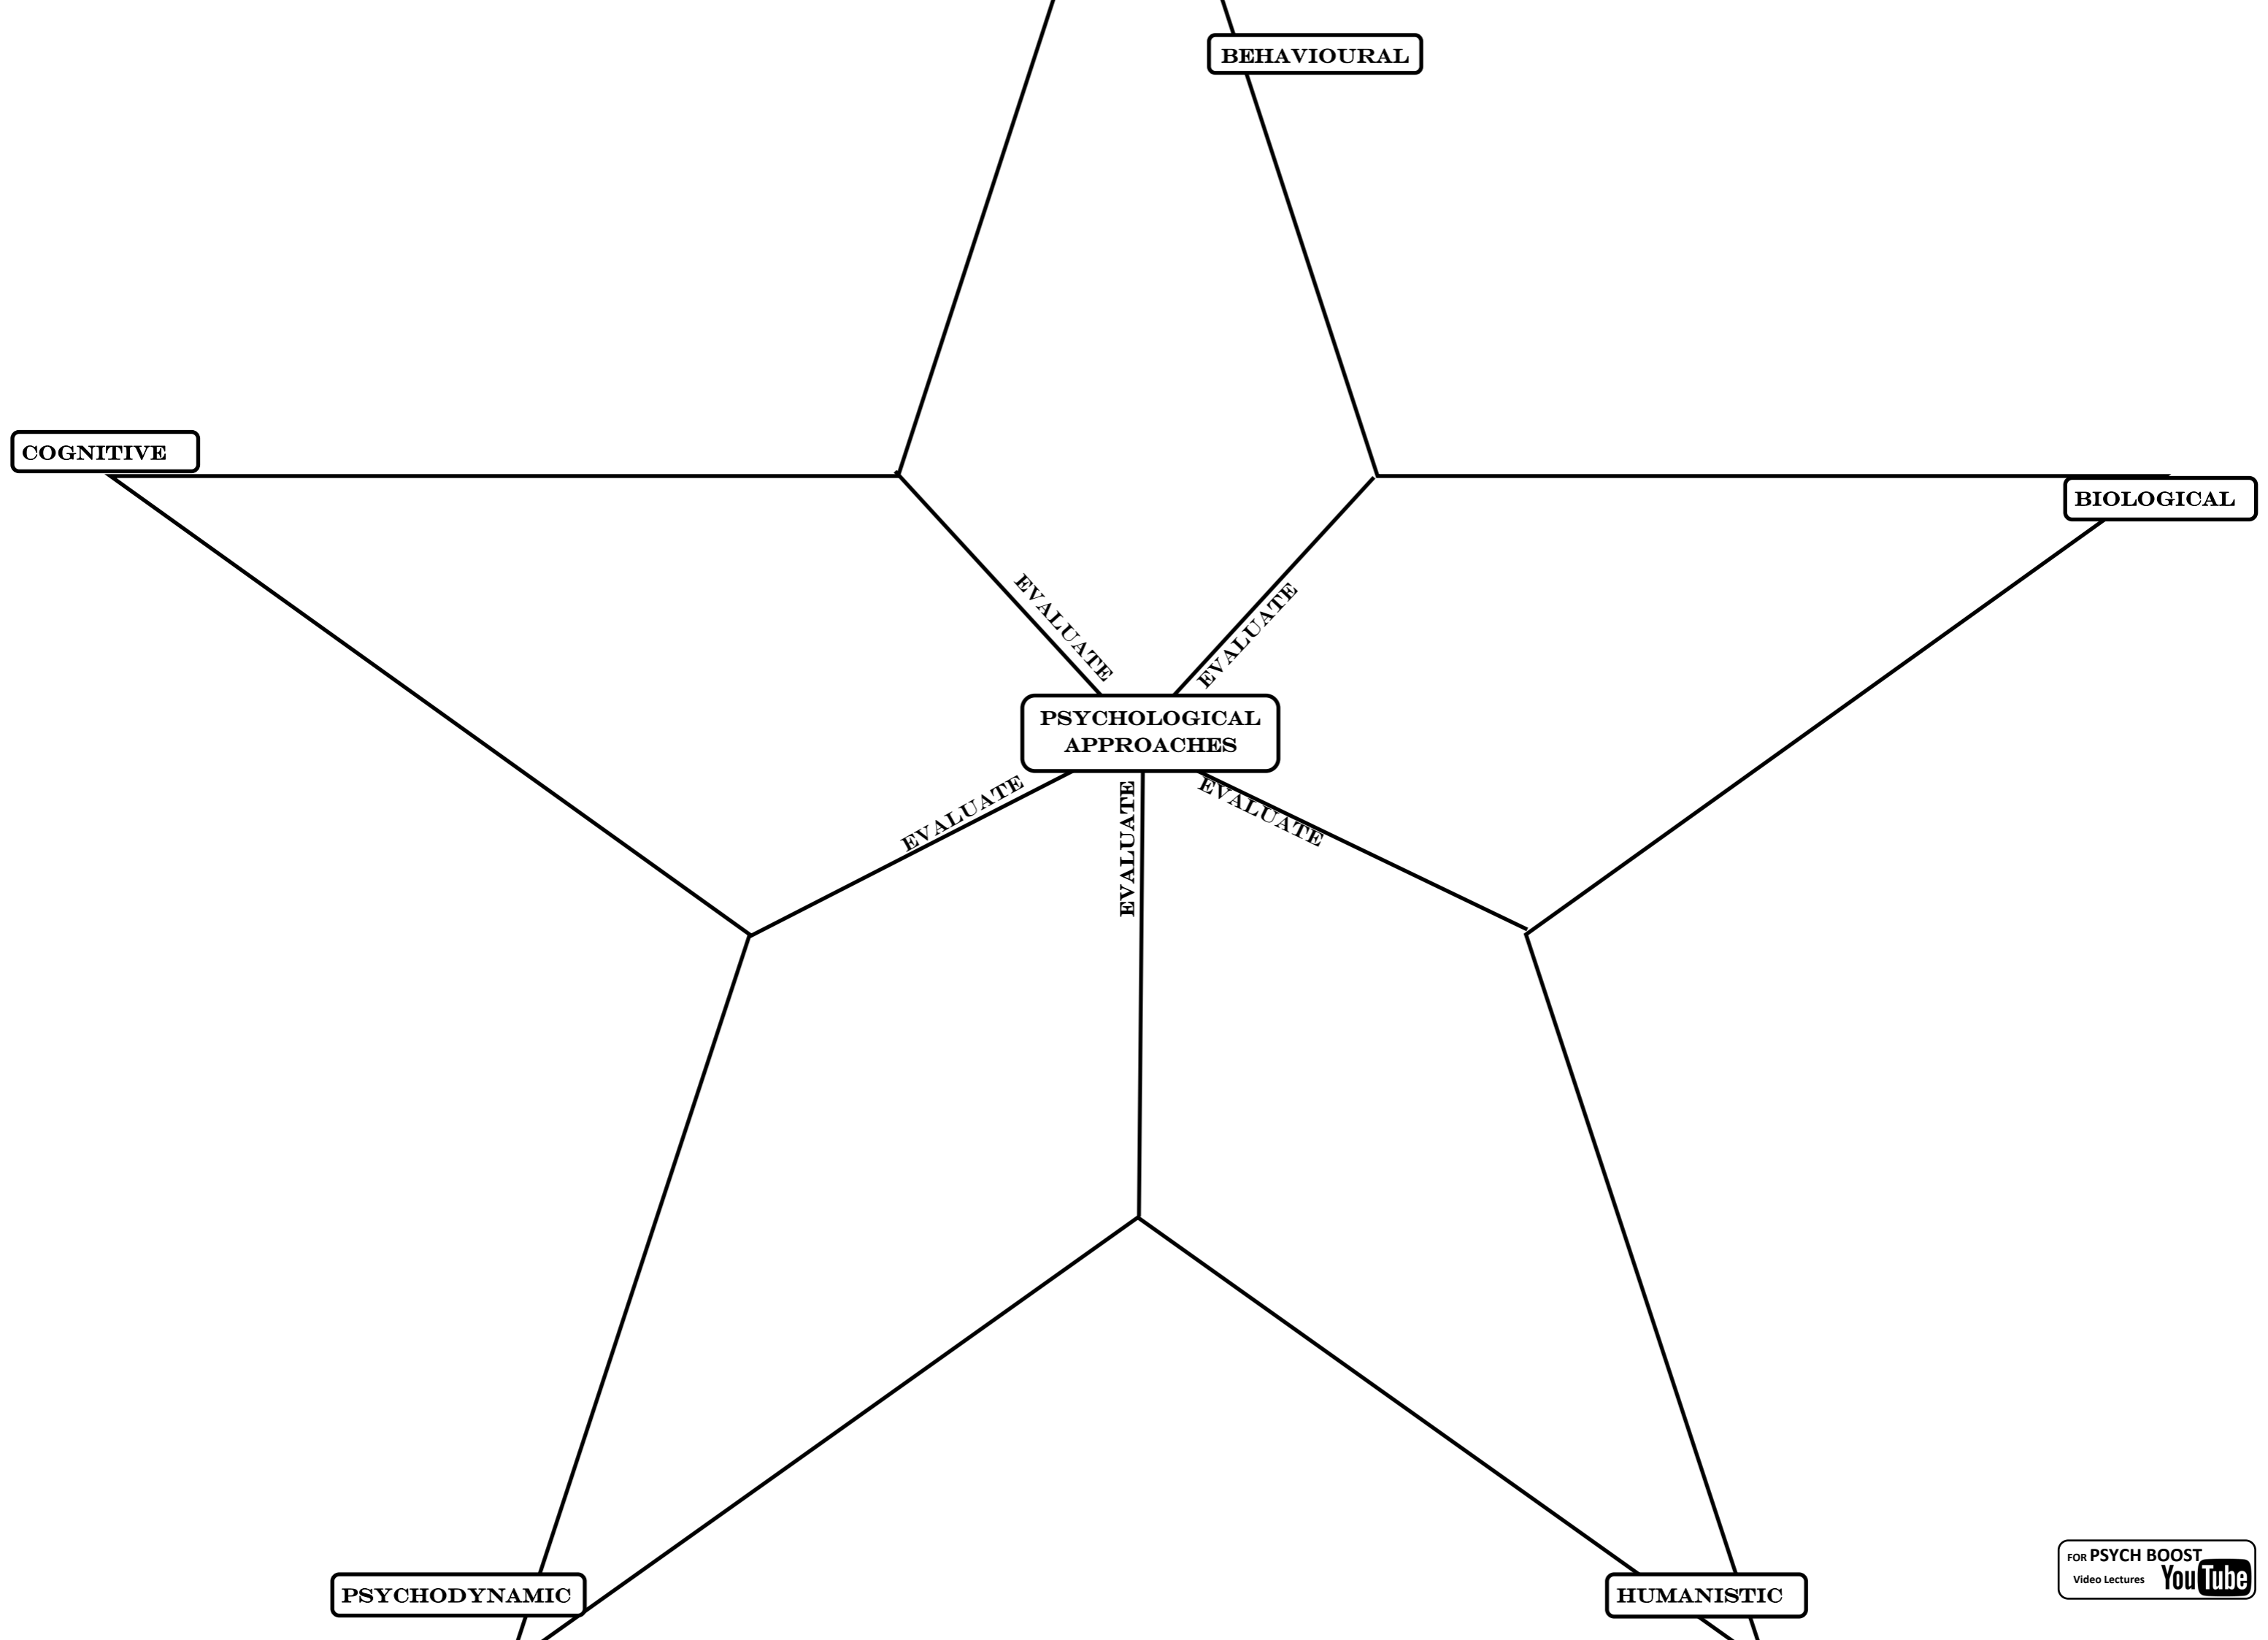 BEHAVIOURAL
COGNITIVE
BIOLOGICAL
EVALUATE
EVALUATE
PSYCHOLOGICAL
APPROACHES
EVALUATE
EVALUATE
EVALUATE
PSYCHODYNAMIC
HUMANISTIC
FOR PSYCH BOOST
Video Lectures YouTube